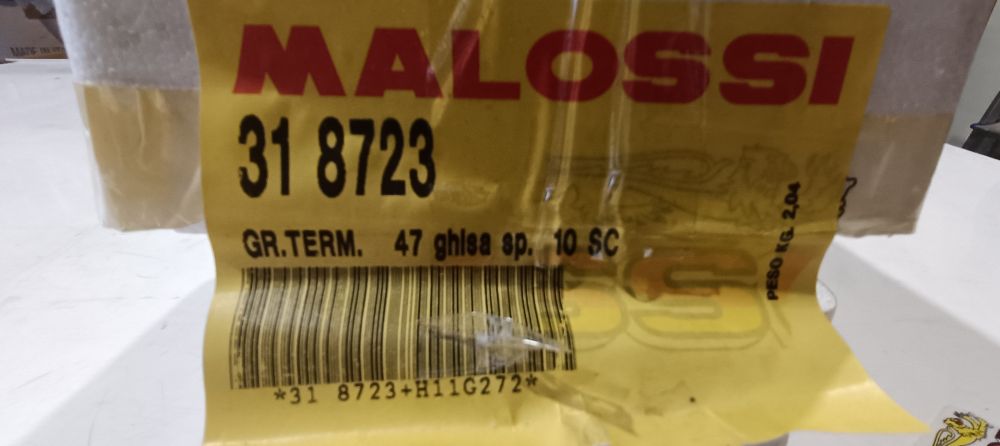 MALOSSI
31 8723
GR.TERM. 47 ghisa sp. 10 SC
PESO KG. 2,04
*31 8723+H11G272*